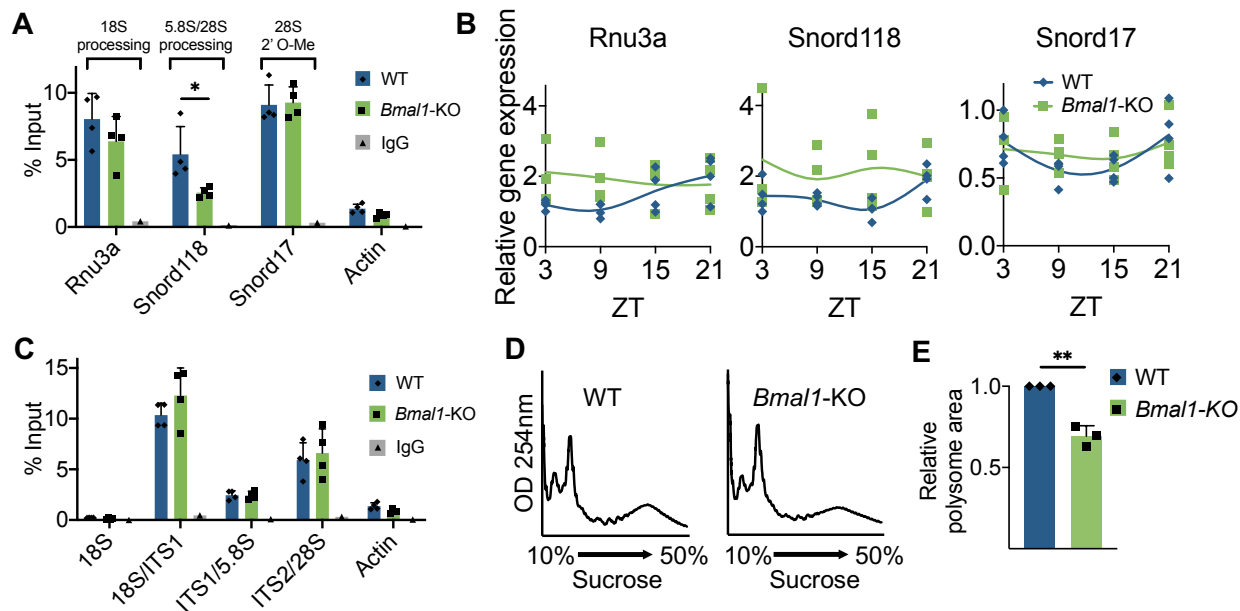 A
18S
processing
5.8S/28S
processing
28S
2' O-Me
% Input
10
5
0
*
WT
Bmal1-KO
IgG
Rnu3a
Snord118
Snord17
Actin
B
Relative gene expression
Rnu3a
4
2
0
3 9 15 21
ZT
Snord118
4
2
0
3 9 15 21
ZT
Snord17
WT
Bmal1-KO
1.0
0.5
0.0
3 9 15 21
ZT
C
% Input
15
10
5
0
WT
Bmal1-KO
IgG
18S
18S/ITS1
ITS1/5.8S
ITS2/28S
Actin
D
OD 254nm
WT
10% 50%
Sucrose
Bmal1-KO
10% 50%
Sucrose
E
Relative
polysome area
1.0
0.5
**
WT
Bmal1-KO